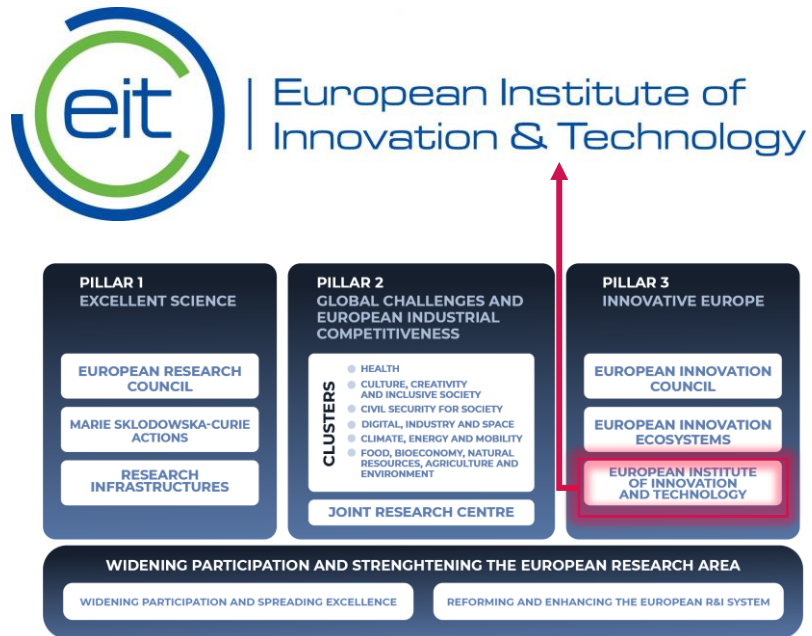 eit
European Institute of
Innovation & Technology
PILLAR 1
EXCELLENT SCIENCE
EUROPEAN RESEARCH
COUNCIL
MARIE SKLODOWSKA-CURIE
ACTIONS
RESEARCH
INFRASTRUCTURES
PILLAR 2
GLOBAL CHALLENGES AND
EUROPEAN INDUSTRIAL
COMPETITIVENESS
CLUSTERS
HEALTH
CULTURE, CREATIVITY
AND INCLUSIVE SOCIETY
CIVIL SECURITY FOR SOCIETY
DIGITAL, INDUSTRY AND SPACE
CLIMATE, ENERGY AND MOBILITY
FOOD, BIOECONOMY, NATURAL
RESOURCES, AGRICULTURE AND
ENVIRONMENT
JOINT RESEARCH CENTRE
PILLAR 3
INNOVATIVE EUROPE
EUROPEAN INNOVATION
COUNCIL
EUROPEAN INNOVATION
ECOSYSTEMS
EUROPEAN INSTITUTE
OF INNOVATION
AND TECHNOLOGY
WIDENING PARTICIPATION AND STRENGHTENING THE EUROPEAN RESEARCH AREA
WIDENING PARTICIPATION AND SPREADING EXCELLENCE
REFORMING AND ENHANCING THE EUROPEAN R&I SYSTEM